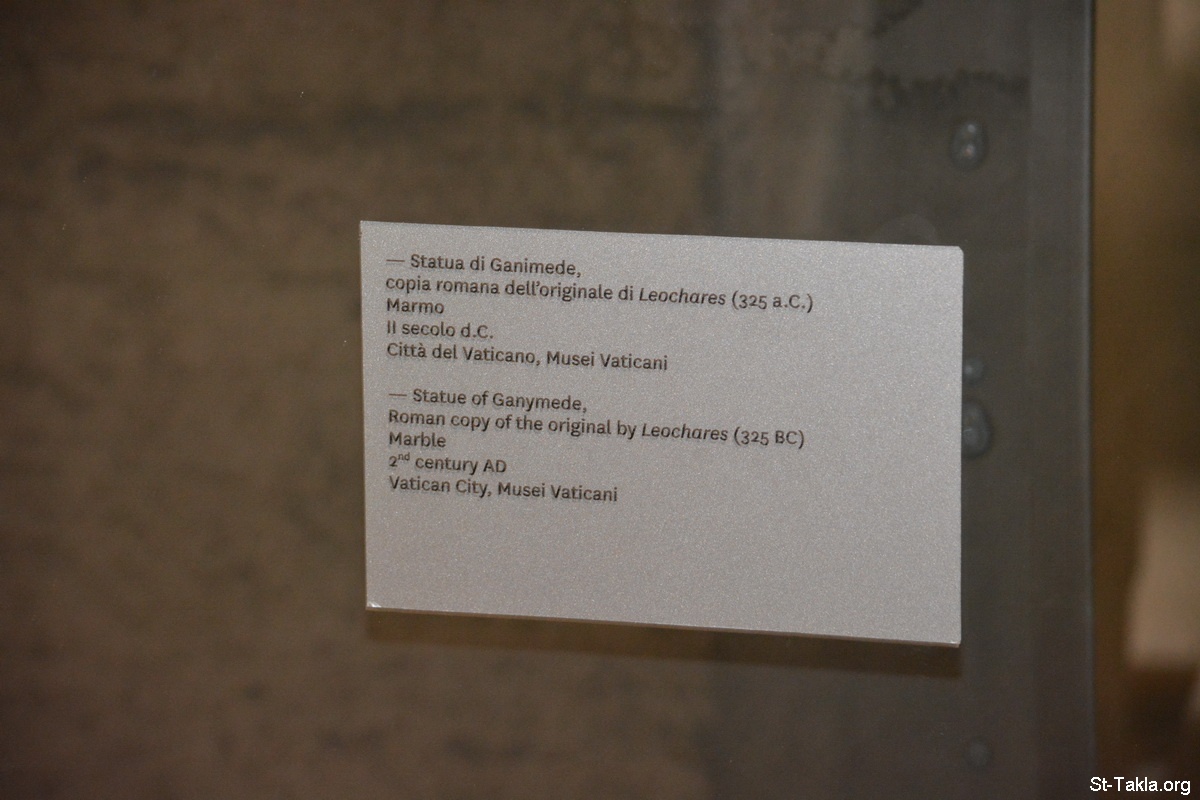 — Statua di Ganimede,
copia romana dell'originale di Leochares (325 a.C.)
Marmo
II secolo d.C.
Città del Vaticano, Musei Vaticani
— Statue of Ganymede,
Roman copy of the original by Leochares (325 BC)
Marble
2nd century AD
Vatican City, Musei Vaticani
St-Takla.org